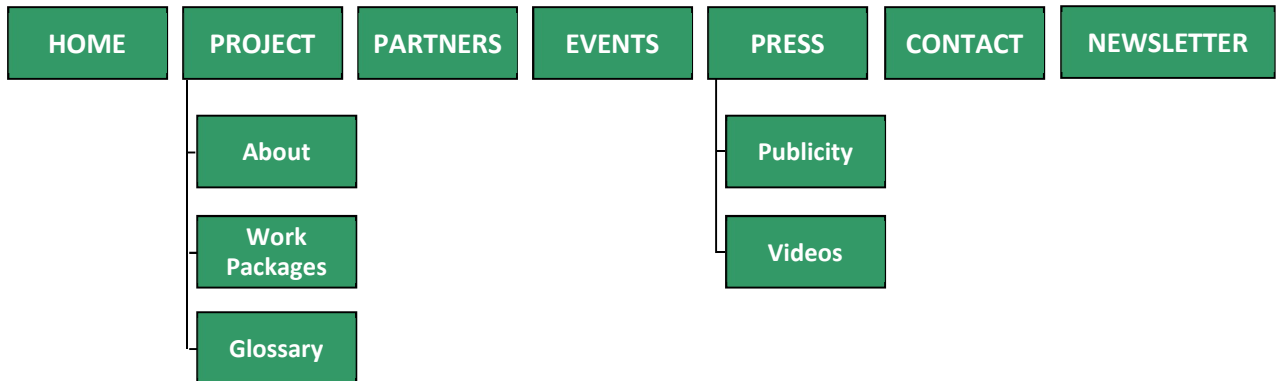 HOME
PROJECT
PARTNERS
EVENTS
PRESS
CONTACT
NEWSLETTER
About
Work
Packages
Glossary
Publicity
Videos